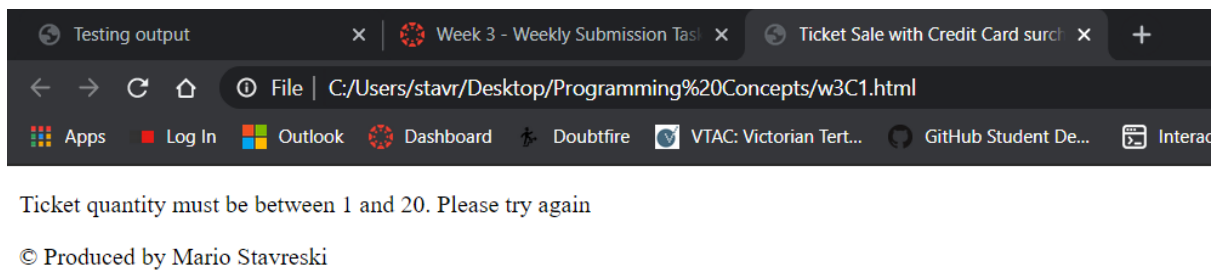 Testing output
Week 3 - Weekly Submission Tas
Ticket Sale with Credit Card surch
File | C:/Users/stavr/Desktop/Programming%20Concepts/w3C1.html
Apps Log In Outlook Dashboard Doubtfire VTAC: Victorian Tert... GitHub Student De... Interac
Ticket quantity must be between 1 and 20. Please try again
© Produced by Mario Stavreski